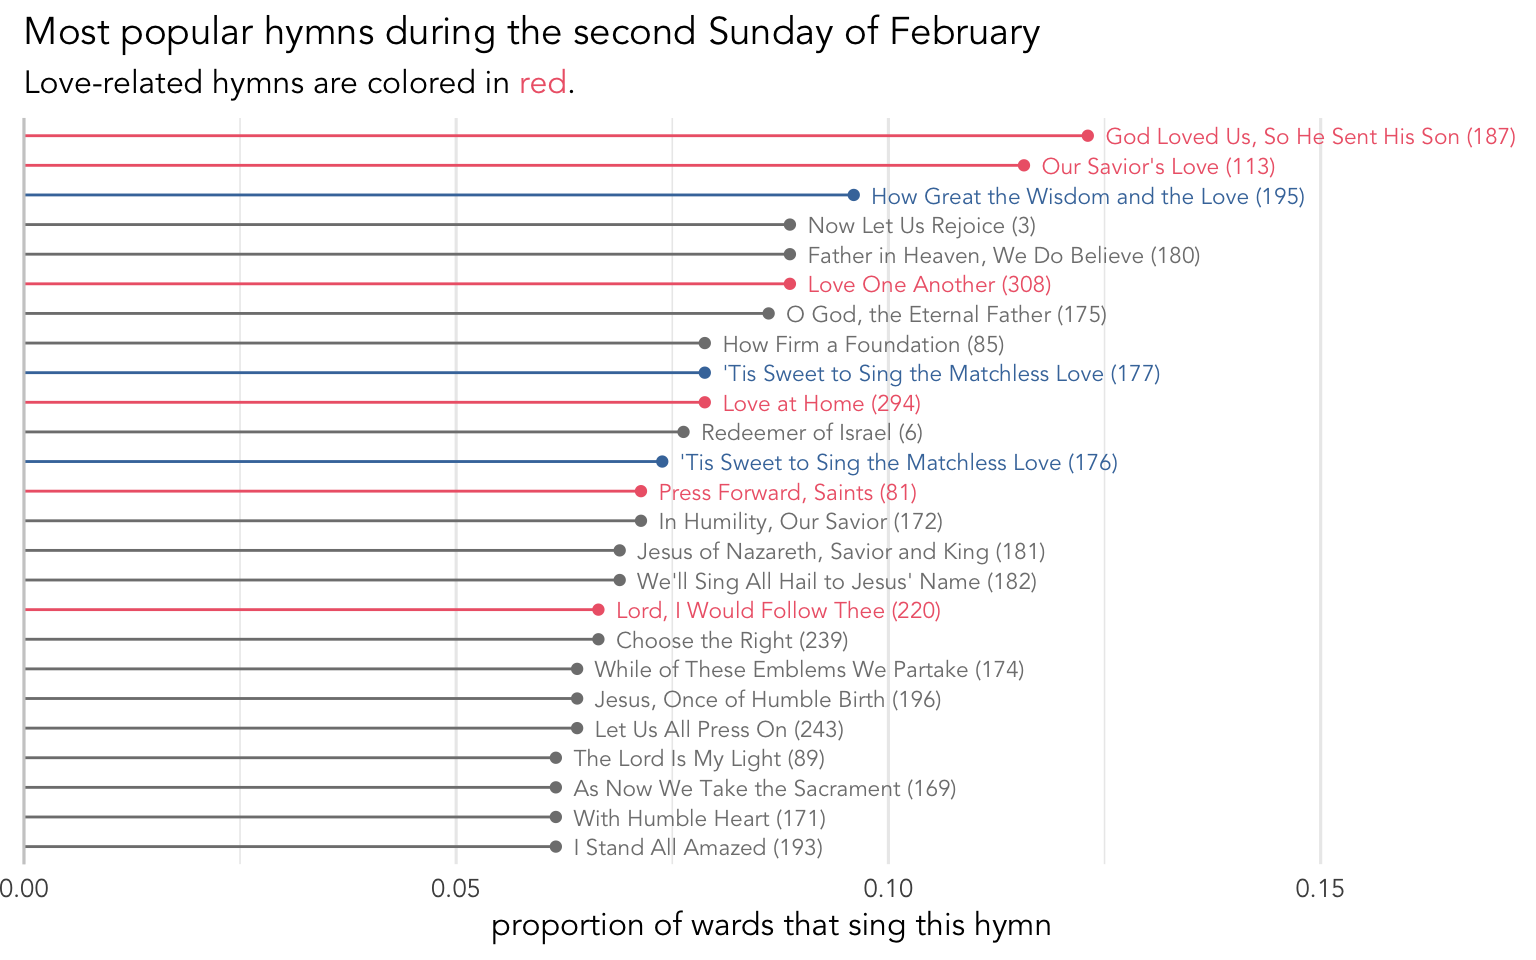 Most popular hymns during the second Sunday of February
Love-related hymns are colored in red.
God Loved Us, So He Sent His Son (187)
Our Savior's Love (113)
How Great the Wisdom and the Love (195)
Now Let Us Rejoice (3)
Father in Heaven, We Do Believe (180)
Love One Another (308)
O God, the Eternal Father (175)
How Firm a Foundation (85)
'Tis Sweet to Sing the Matchless Love (177)
Love at Home (294)
Redeemer of Israel (6)
'Tis Sweet to Sing the Matchless Love (176)
Press Forward, Saints (81)
In Humility, Our Savior (172)
Jesus of Nazareth, Savior and King (181)
We'll Sing All Hail to Jesus' Name (182)
Lord, I Would Follow Thee (220)
Choose the Right (239)
While of These Emblems We Partake (174)
Jesus, Once of Humble Birth (196)
Let Us All Press On (243)
The Lord Is My Light (89)
As Now We Take the Sacrament (169)
With Humble Heart (171)
I Stand All Amazed (193)
0.00 0.05 0.10 0.15
proportion of wards that sing this hymn